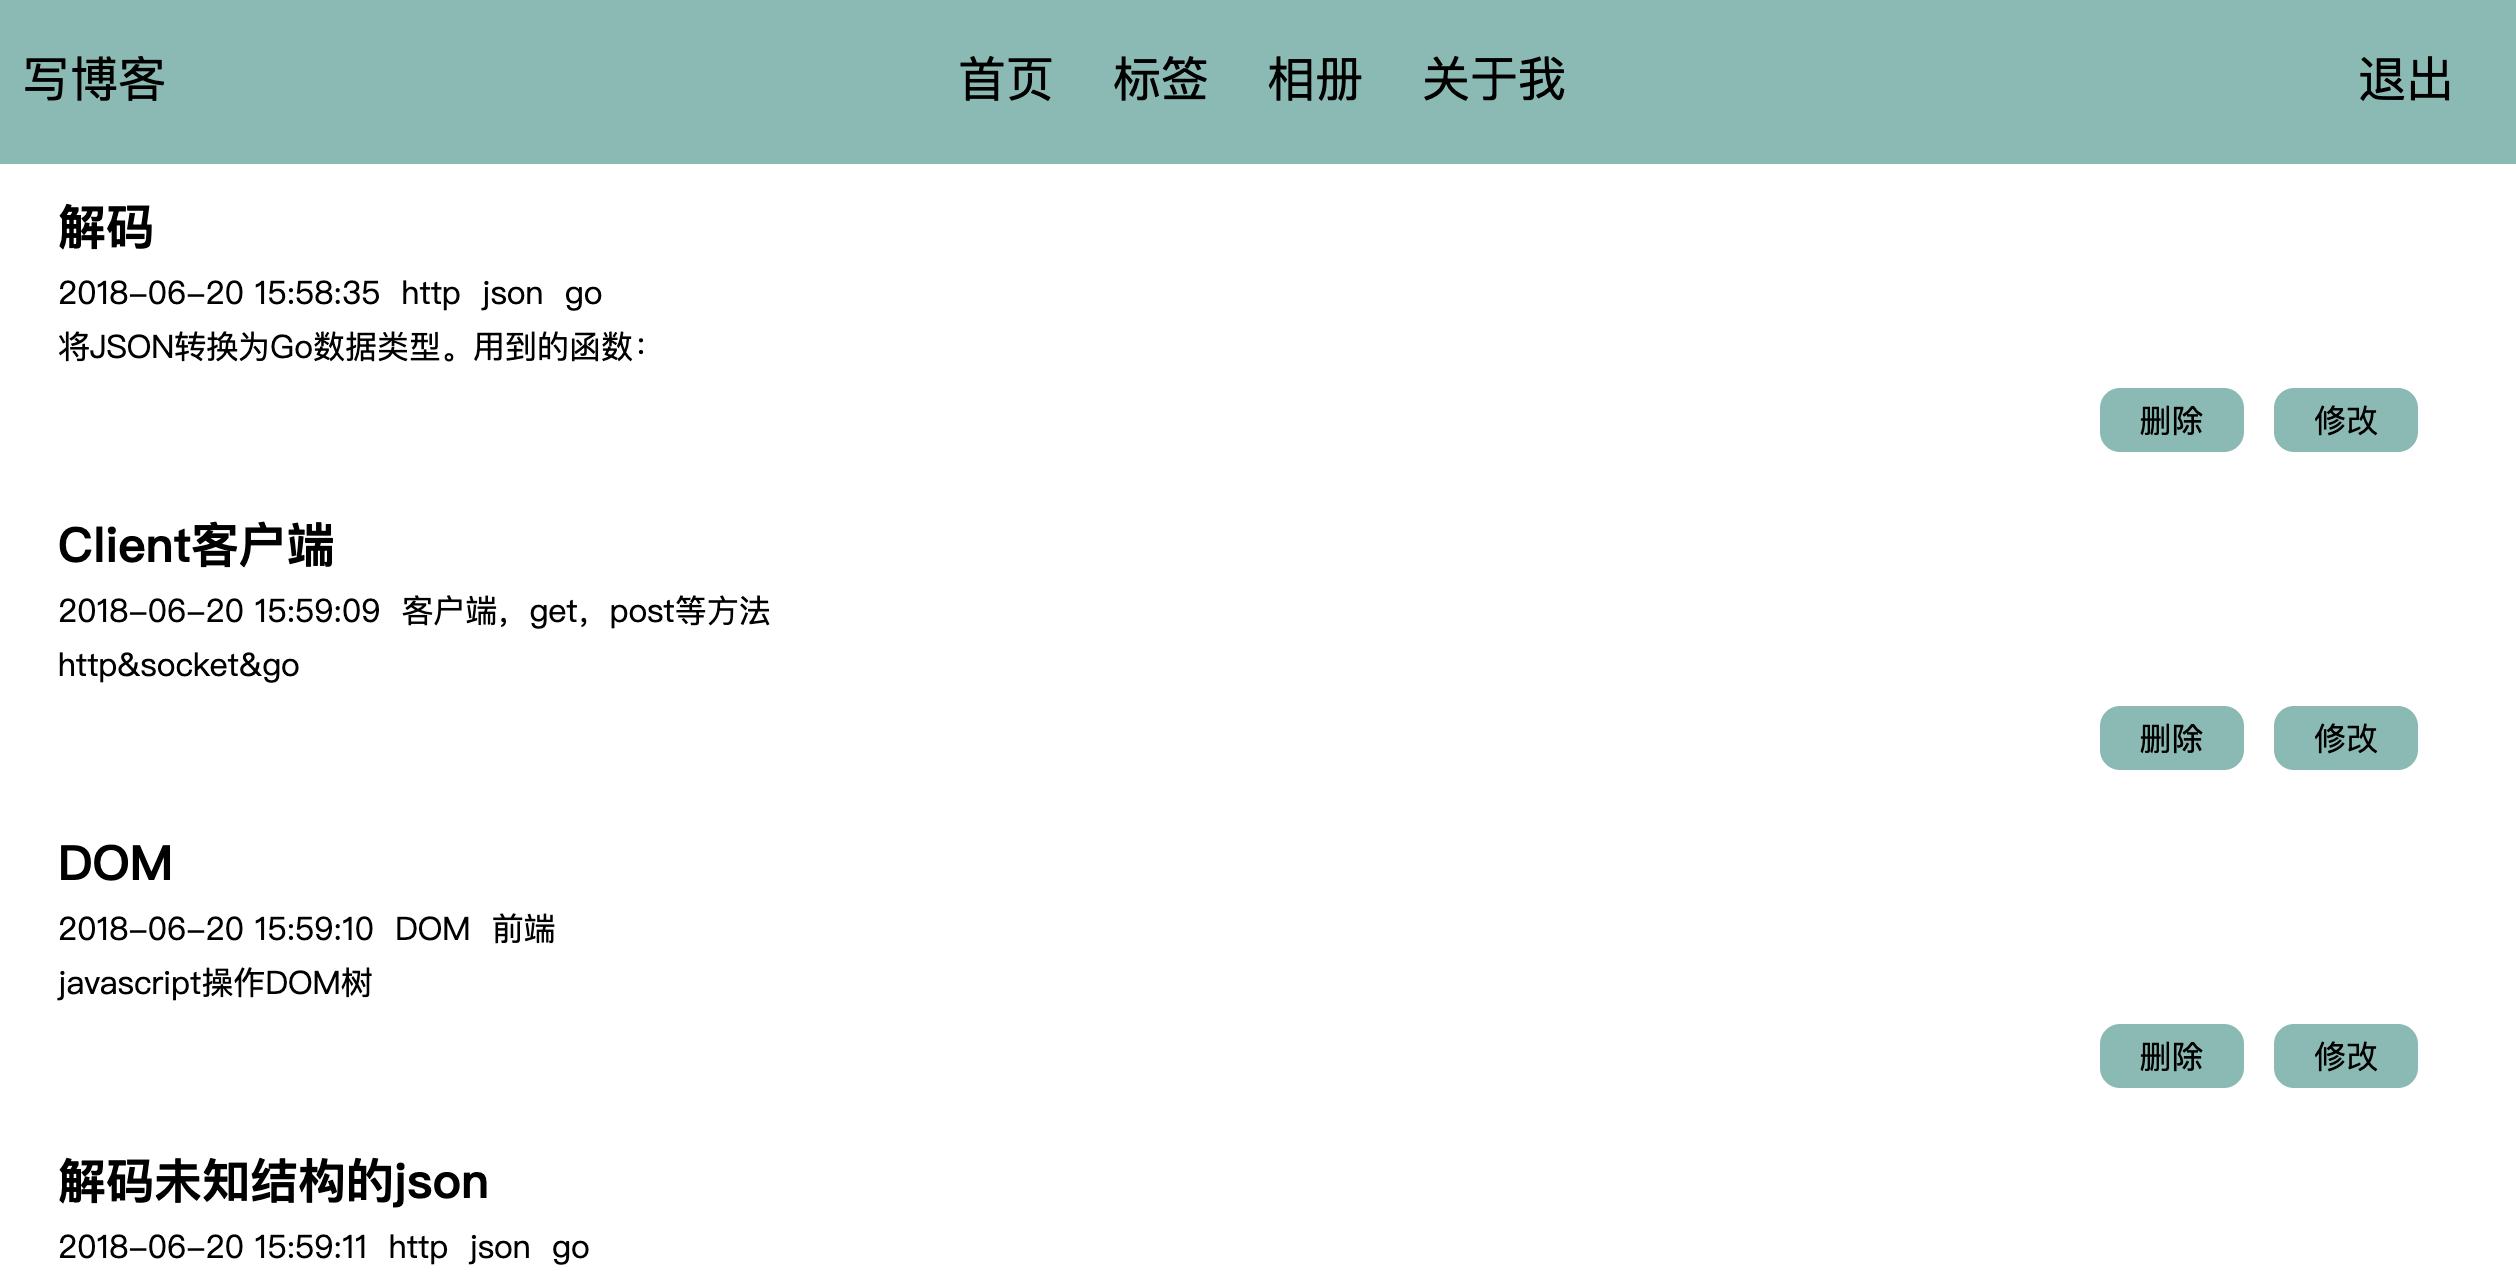 写博客 首页 标签 相册 关于我 退出
解码
2018-06-20 15:58:35 http json go
将JSON转换为Go数据类型。用到的函数：
删除 修改
Client客户端
2018-06-20 15:59:09 客户端，get，post等方法
http&socket&go
删除 修改
DOM
2018-06-20 15:59:10 DOM 前端
javascript操作DOM树
删除 修改
解码未知结构的json
2018-06-20 15:59:11 http json go